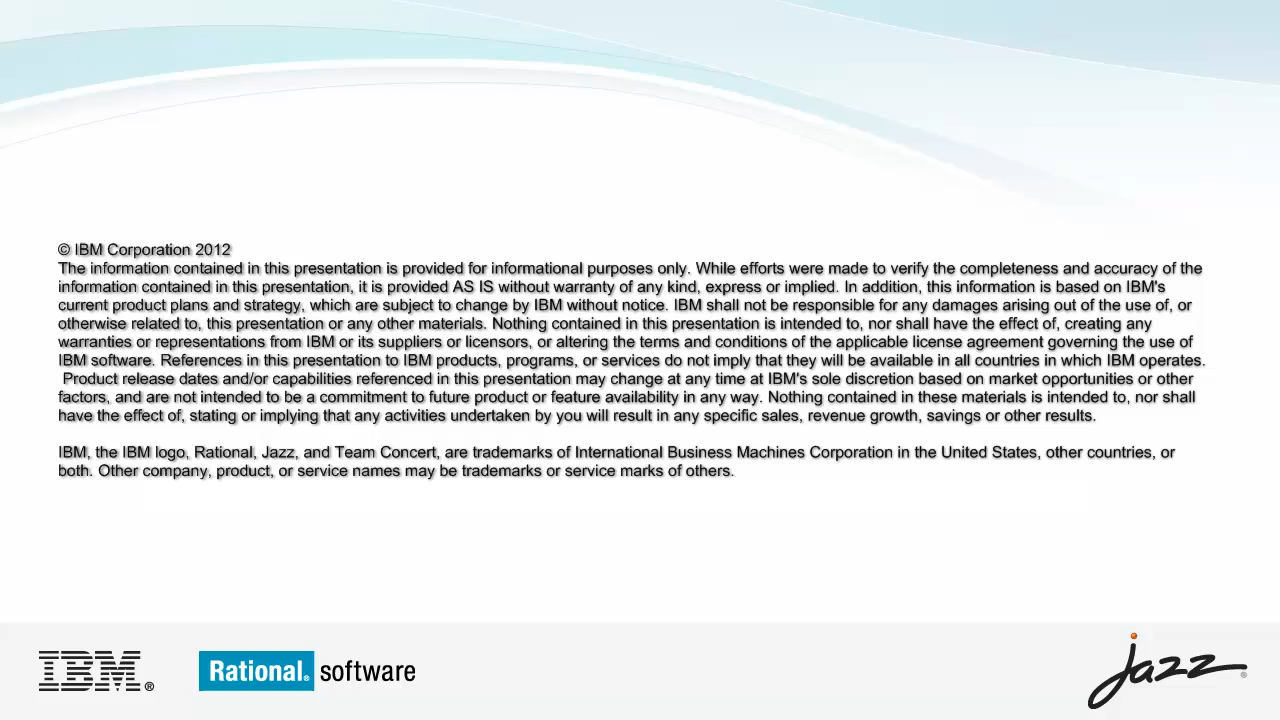 © IBM Corporation 2012
The information contained in this presentation is provided for informational purposes only. While efforts were made to verify the completeness and accuracy of the
information contained in this presentation, it is provided AS IS without warranty of any kind, express or implied. In addition, this information is based on IBM's
current product plans and strategy, which are subject to change by IBM without notice. IBM shall not be responsible for any damages arising out of the use of, or
otherwise related to, this presentation or any other materials. Nothing contained in this presentation is intended to, nor shall have the effect of, creating any
warranties or representations from IBM or its suppliers or licensors, or altering the terms and conditions of the applicable license agreement governing the use of
IBM software. References in this presentation to IBM products, programs, or services do not imply that they will be available in all countries in which IBM operates.
Product release dates and/or capabilities referenced in this presentation may change at any time at IBM's sole discretion based on market opportunities or other
factors, and are not intended to be a commitment to future product or feature availability in any way. Nothing contained in these materials is intended to, nor shall
have the effect of, stating or implying that any activities undertaken by you will result in any specific sales, revenue growth, savings or other results.
IBM, the IBM logo, Rational, Jazz, and Team Concert, are trademarks of International Business Machines Corporation in the United States, other countries, or
both. Other company, product, or service names may be trademarks or service marks of others.
IBM® Rational® software jazz®